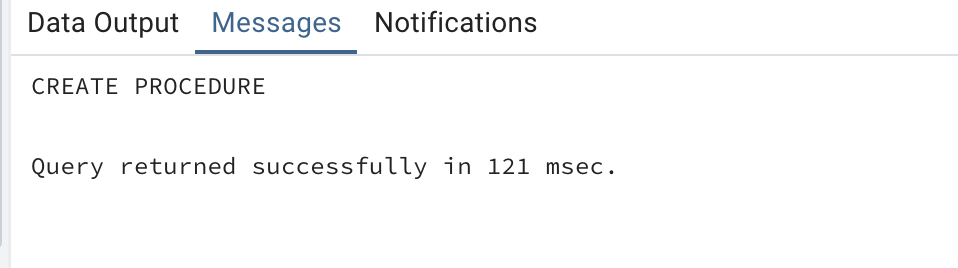 Data Output Messages Notifications
CREATE PROCEDURE
Query returned successfully in 121 msec.